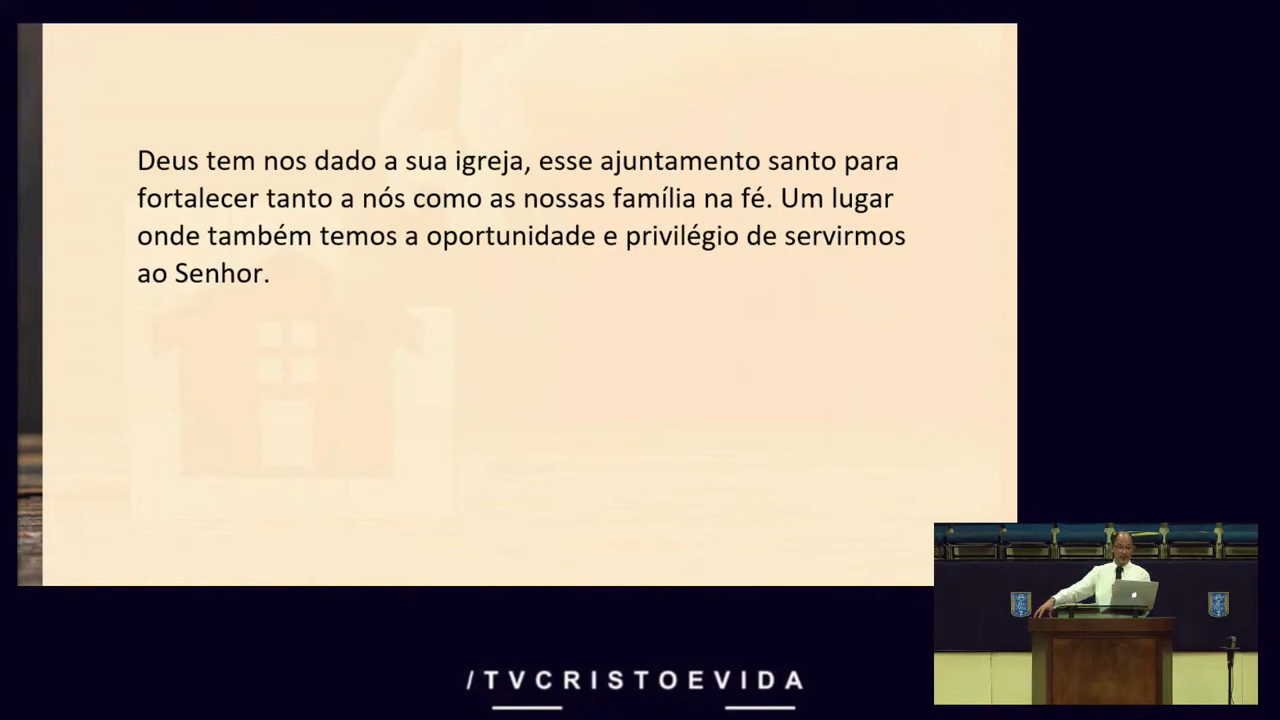 Deus tem nos dado a sua igreja, esse ajuntamento santo para
fortalecer tanto a nós como as nossas família na fé. Um lugar
onde também temos a oportunidade e privilégio de servirmos
ao Senhor.
/TVCRISTOEVIDA